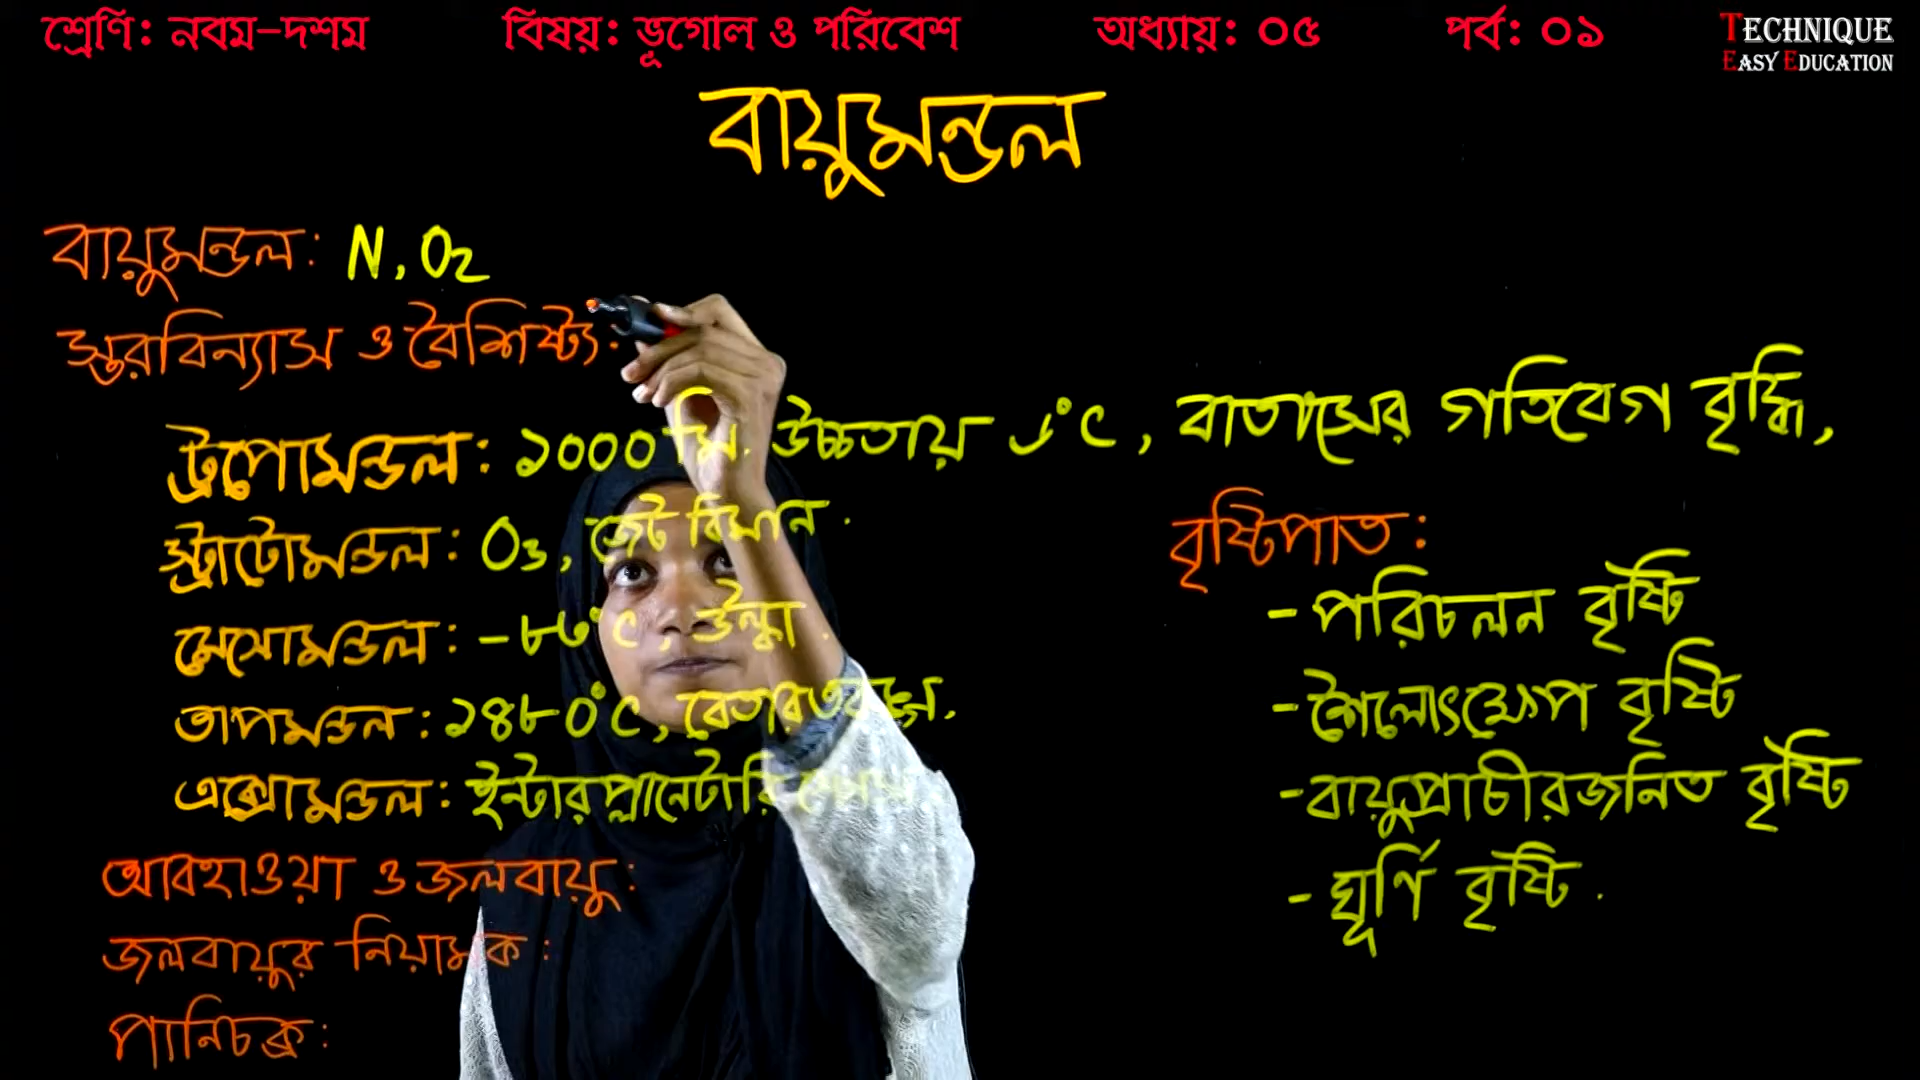 শ্রেণি: নবম-দশম বিষয়: ভূগোল ও পরিবেশ অধ্যায়: ০৫ পর্ব: ০১
TECHNIQUE
EASY EDUCATION
বায়ুমন্ডল
বায়ুমন্ডল: N, O₂
স্তরবিন্যাস ও বৈশিষ্ট্য:
ট্রপোমন্ডল: ১০০০ মি. উচ্চতায় ৬°C, বাতাসের গতিবেগ বৃদ্ধি,
স্ট্রাটোমন্ডল: O₃, জেট বিমান.
মেসোমন্ডল: -৮৩°C, উল্কা.
তাপমন্ডল: ১৪৮০°C, বেতার তরঙ্গ.
এক্সোমন্ডল: ইন্টারপ্লানেটারি
আবহাওয়া ও জলবায়ু:
জলবায়ুর নিয়ামক:
পানিচক্র:
বৃষ্টিপাত:
- পরিচলন বৃষ্টি
- শৈলোৎক্ষেপ বৃষ্টি
- বায়ুপ্রাচীরজনিত বৃষ্টি
- ঘূর্ণি বৃষ্টি.